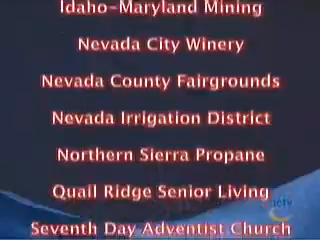 Idaho-Maryland Mining
Nevada City Winery
Nevada County Fairgrounds
Nevada Irrigation District
Northern Sierra Propane
Quail Ridge Senior Living
Seventh Day Adventist Church